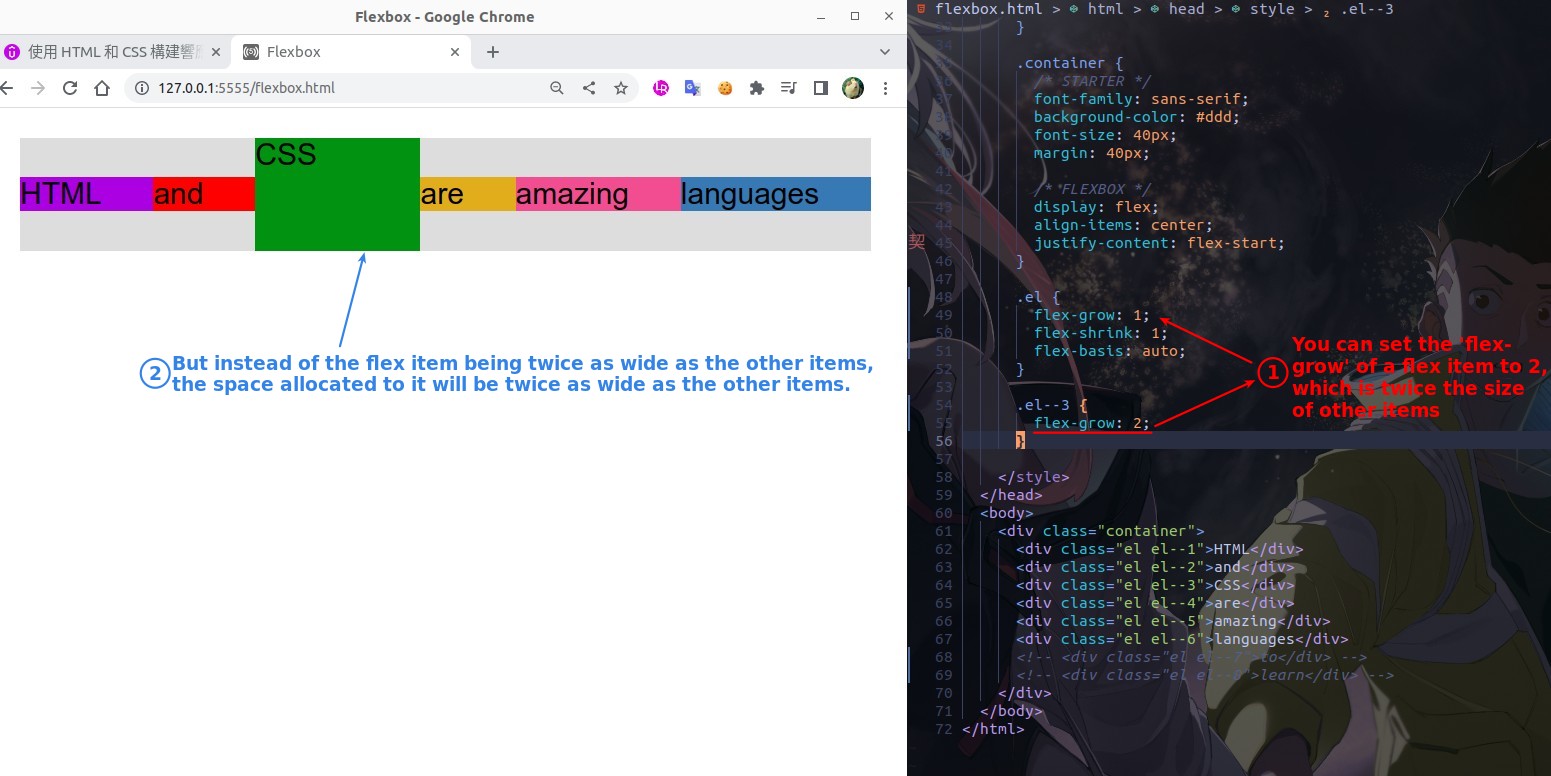 Flexbox - Google Chrome
使用 HTML 和 CSS 構建響應
Flexbox
127.0.0.1:5555/flexbox.html
HTML
and
CSS
are
amazing
languages
② But instead of the flex item being twice as wide as the other items,
the space allocated to it will be twice as wide as the other items.
flexbox.html > html > head > style > .el--3
}
34
.container {
/* STARTER */
37 font-family: sans-serif;
38 background-color: #ddd;
39 font-size: 40px;
margin: 40px;
42 /* FLEXBOX */
43 display: flex;
44 align-items: center;
契
45 justify-content: flex-start;
46 }
47
48 .el {
49 flex-grow: 1;
50 flex-shrink: 1;
51 flex-basis: auto;
52 }
53
54 .el--3 {
55 flex-grow: 2;
56 }
57
58 </style>
59 </head>
60 <body>
61 <div class="container">
62 <div class="el el--1">HTML</div>
63 <div class="el el--2">and</div>
64 <div class="el el--3">CSS</div>
65 <div class="el el--4">are</div>
66 <div class="el el--5">amazing</div>
67 <div class="el el--6">languages</div>
68 <!-- <div class="el el--7">to</div> -->
69 <!-- <div class="el el--8">learn</div> -->
70 </div>
71 </body>
72 </html>
① You can set the 'flex-
grow' of a flex item to 2,
which is twice the size
of other items